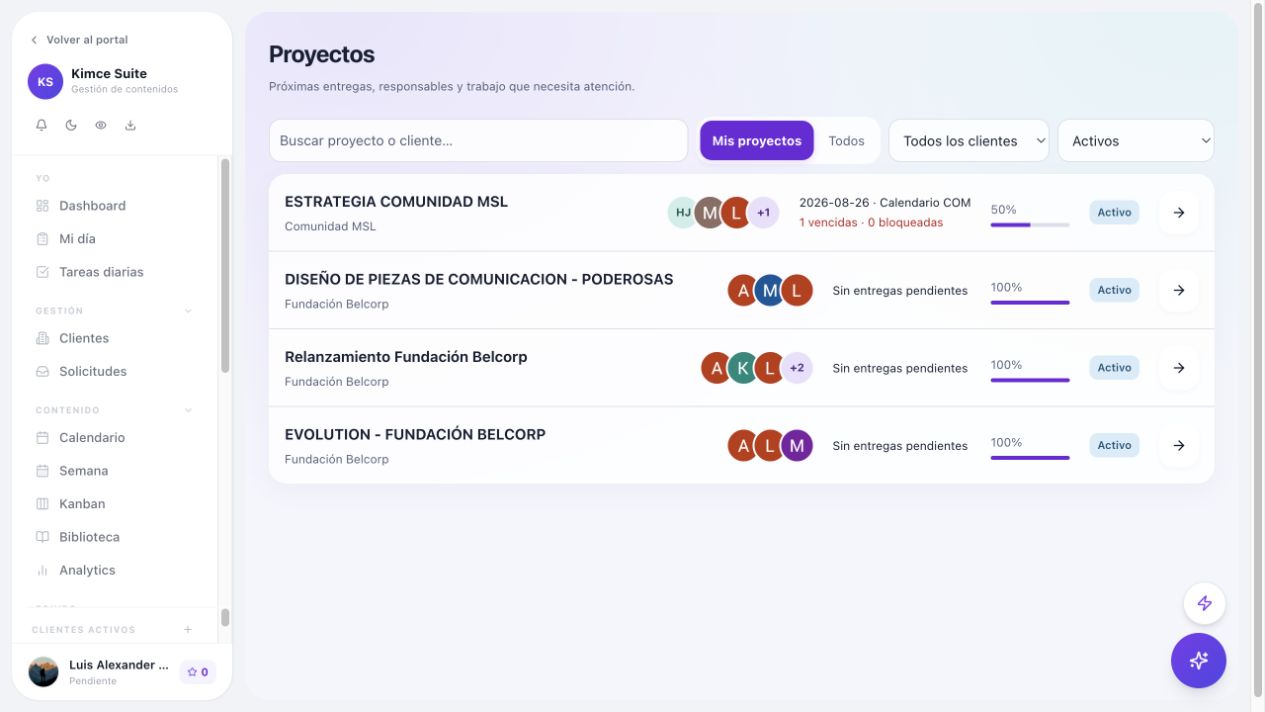 Volver al portal
KS
Kimce Suite
Gestión de contenidos
YO
Dashboard
Mi día
Tareas diarias
GESTIÓN
Clientes
Solicitudes
CONTENIDO
Calendario
Semana
Kanban
Biblioteca
Analytics
CLIENTES ACTIVOS +
Luis Alexander ...
Pendiente
0
Proyectos
Próximas entregas, responsables y trabajo que necesita atención.
Buscar proyecto o cliente...
Mis proyectos
Todos
Todos los clientes
Activos
ESTRATEGIA COMUNIDAD MSL
Comunidad MSL
HJ M L +1
2026-08-26 · Calendario COM
1 vencidas · 0 bloqueadas
50%
Activo
DISEÑO DE PIEZAS DE COMUNICACION - PODEROSAS
Fundación Belcorp
A M L
Sin entregas pendientes
100%
Activo
Relanzamiento Fundación Belcorp
Fundación Belcorp
A K L +2
Sin entregas pendientes
100%
Activo
EVOLUTION - FUNDACIÓN BELCORP
Fundación Belcorp
A L M
Sin entregas pendientes
100%
Activo